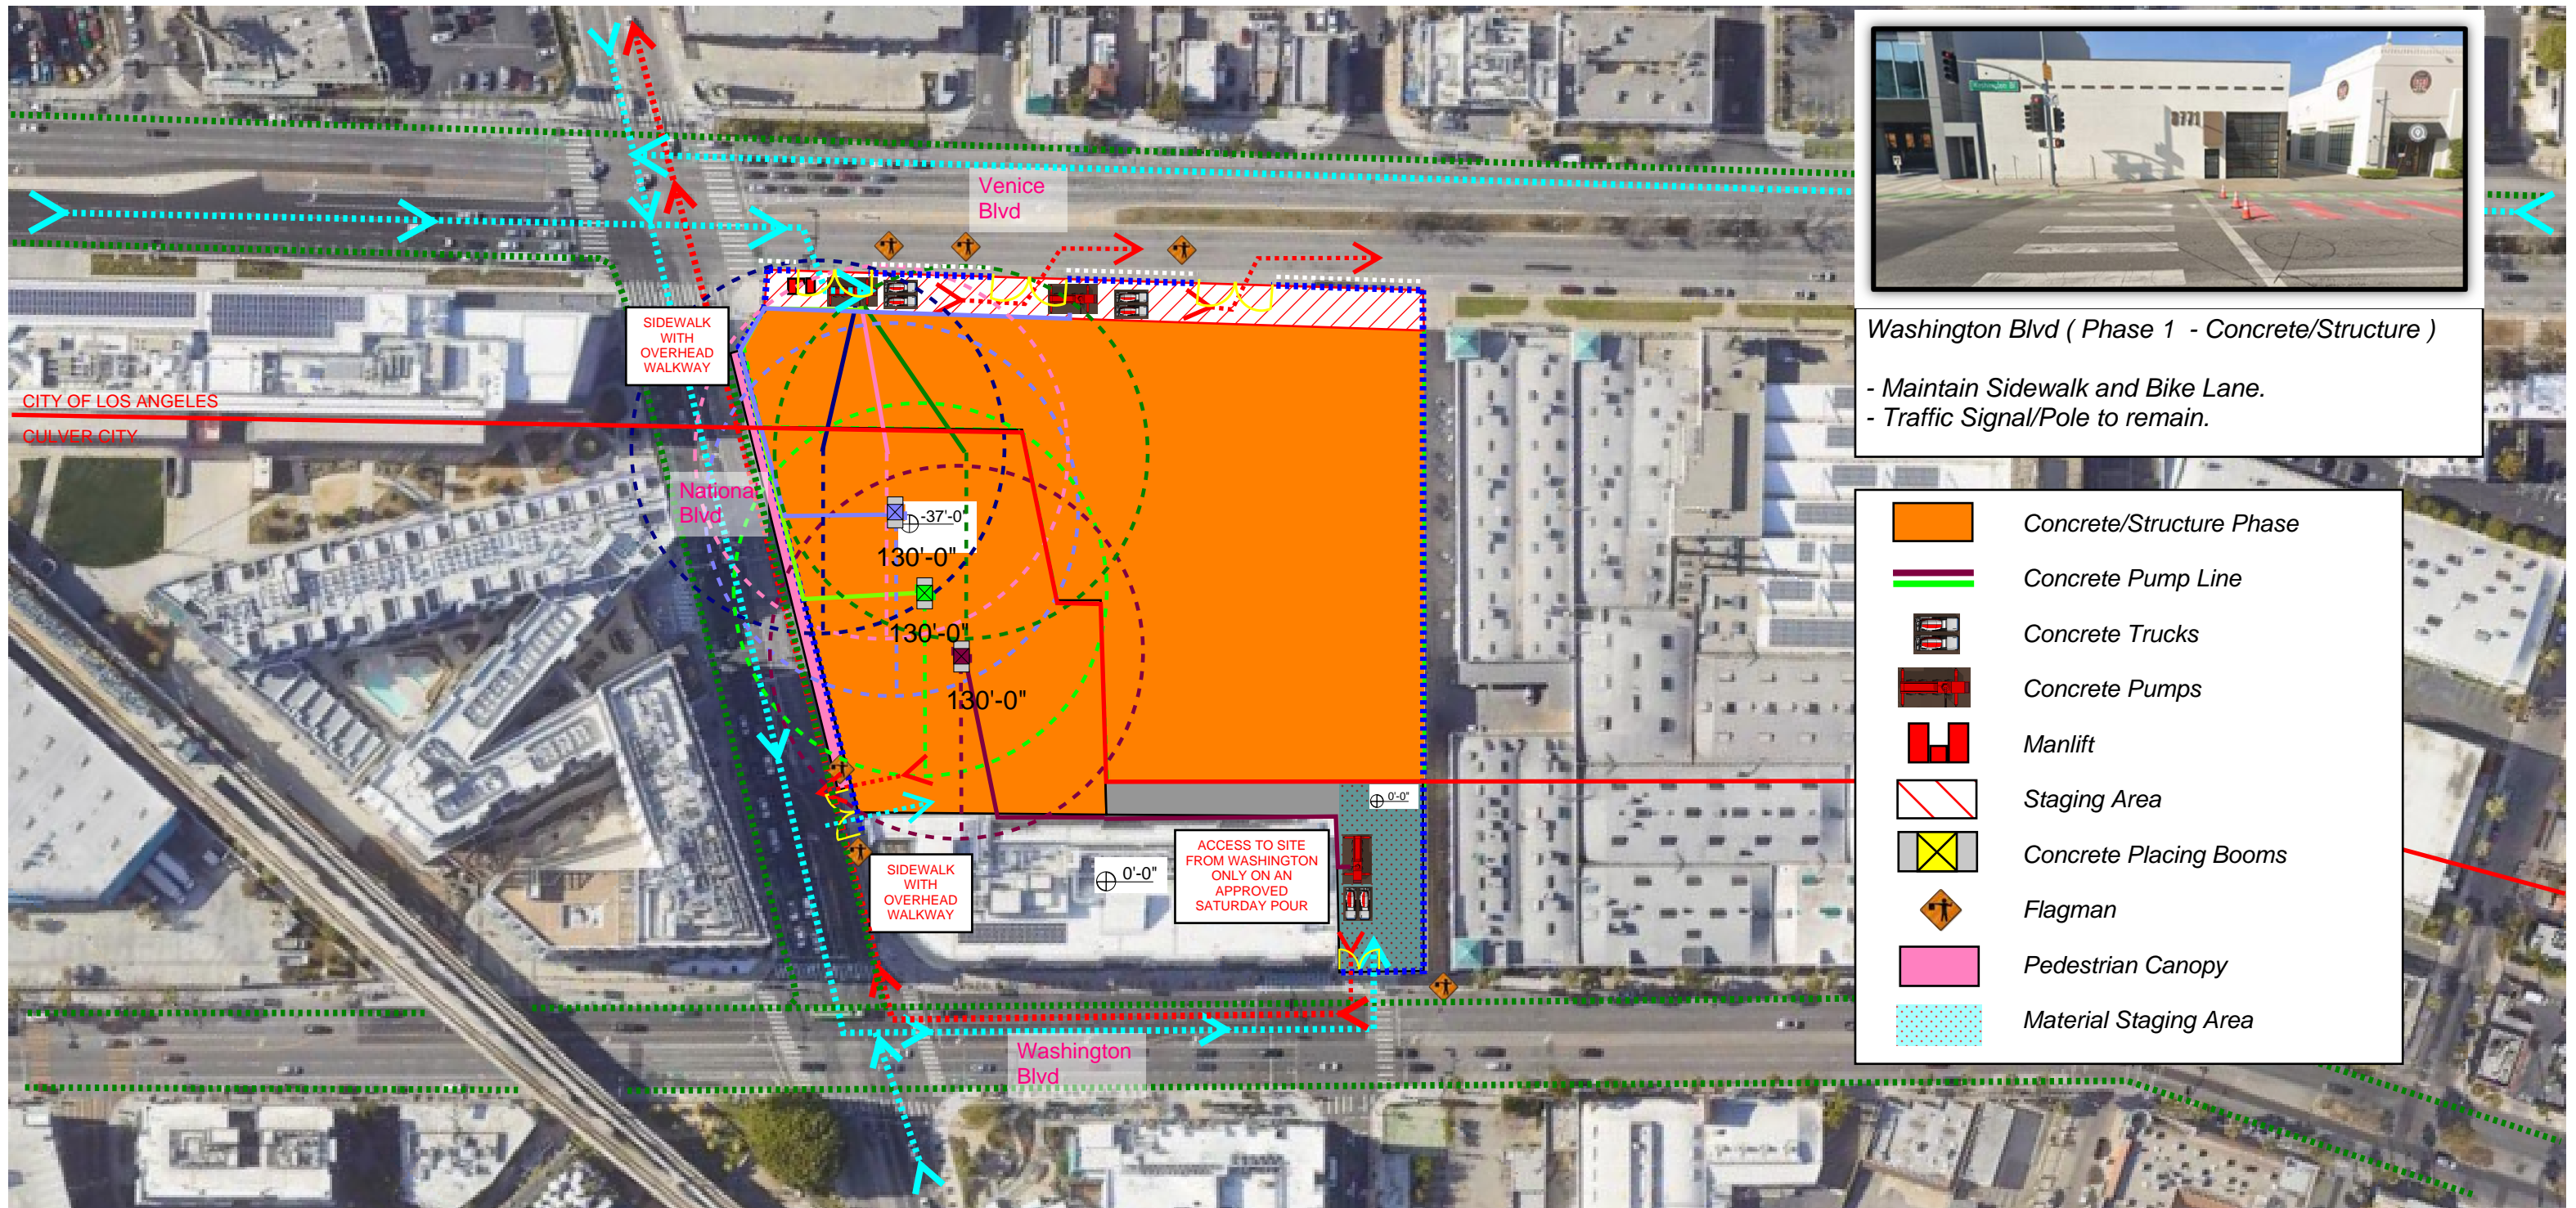 Venice
Blvd
SIDEWALK
WITH
OVERHEAD
WALKWAY
CITY OF LOS ANGELES
CULVER CITY
National
Blvd
-37'-0"
130'-0"
130'-0"
130'-0"
0'-0"
ACCESS TO SITE
FROM WASHINGTON
ONLY ON AN
APPROVED
SATURDAY POUR
0'-0"
SIDEWALK
WITH
OVERHEAD
WALKWAY
Washington
Blvd
8771
Washington Blvd ( Phase 1 - Concrete/Structure )
- Maintain Sidewalk and Bike Lane.
- Traffic Signal/Pole to remain.
Concrete/Structure Phase
Concrete Pump Line
Concrete Trucks
Concrete Pumps
Manlift
Staging Area
Concrete Placing Booms
Flagman
Pedestrian Canopy
Material Staging Area